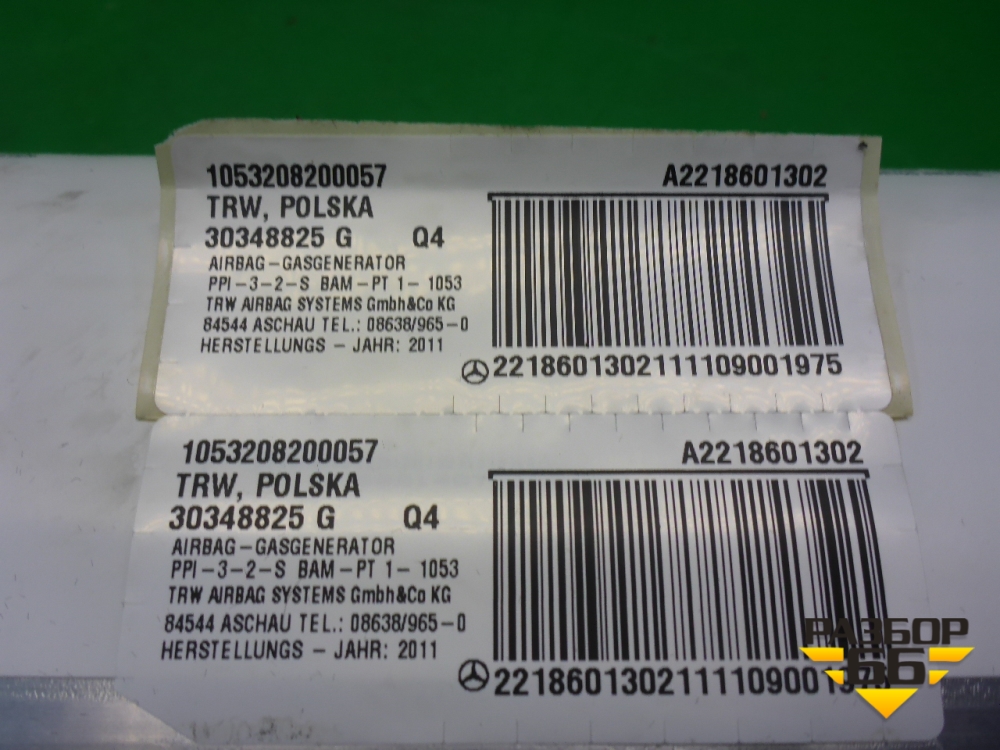 1053208200057 A2218601302
TRW, POLSKA
30348825 G Q4
AIRBAG-GASGENERATOR
PPI-3-2-S BAM-PT 1-1053
TRW AIRBAG SYSTEMS Gmbh&Co KG
84544 ASCHAU TEL.: 08638/965-0
HERSTELLUNGS - JAHR: 2011
2218601302111109001975
1053208200057 A2218601302
TRW, POLSKA
30348825 G Q4
AIRBAG-GASGENERATOR
PPI-3-2-S BAM-PT 1-1053
TRW AIRBAG SYSTEMS Gmbh&Co KG
84544 ASCHAU TEL.: 08638/965-0
HERSTELLUNGS - JAHR: 2011
РАЗБОР
ББ